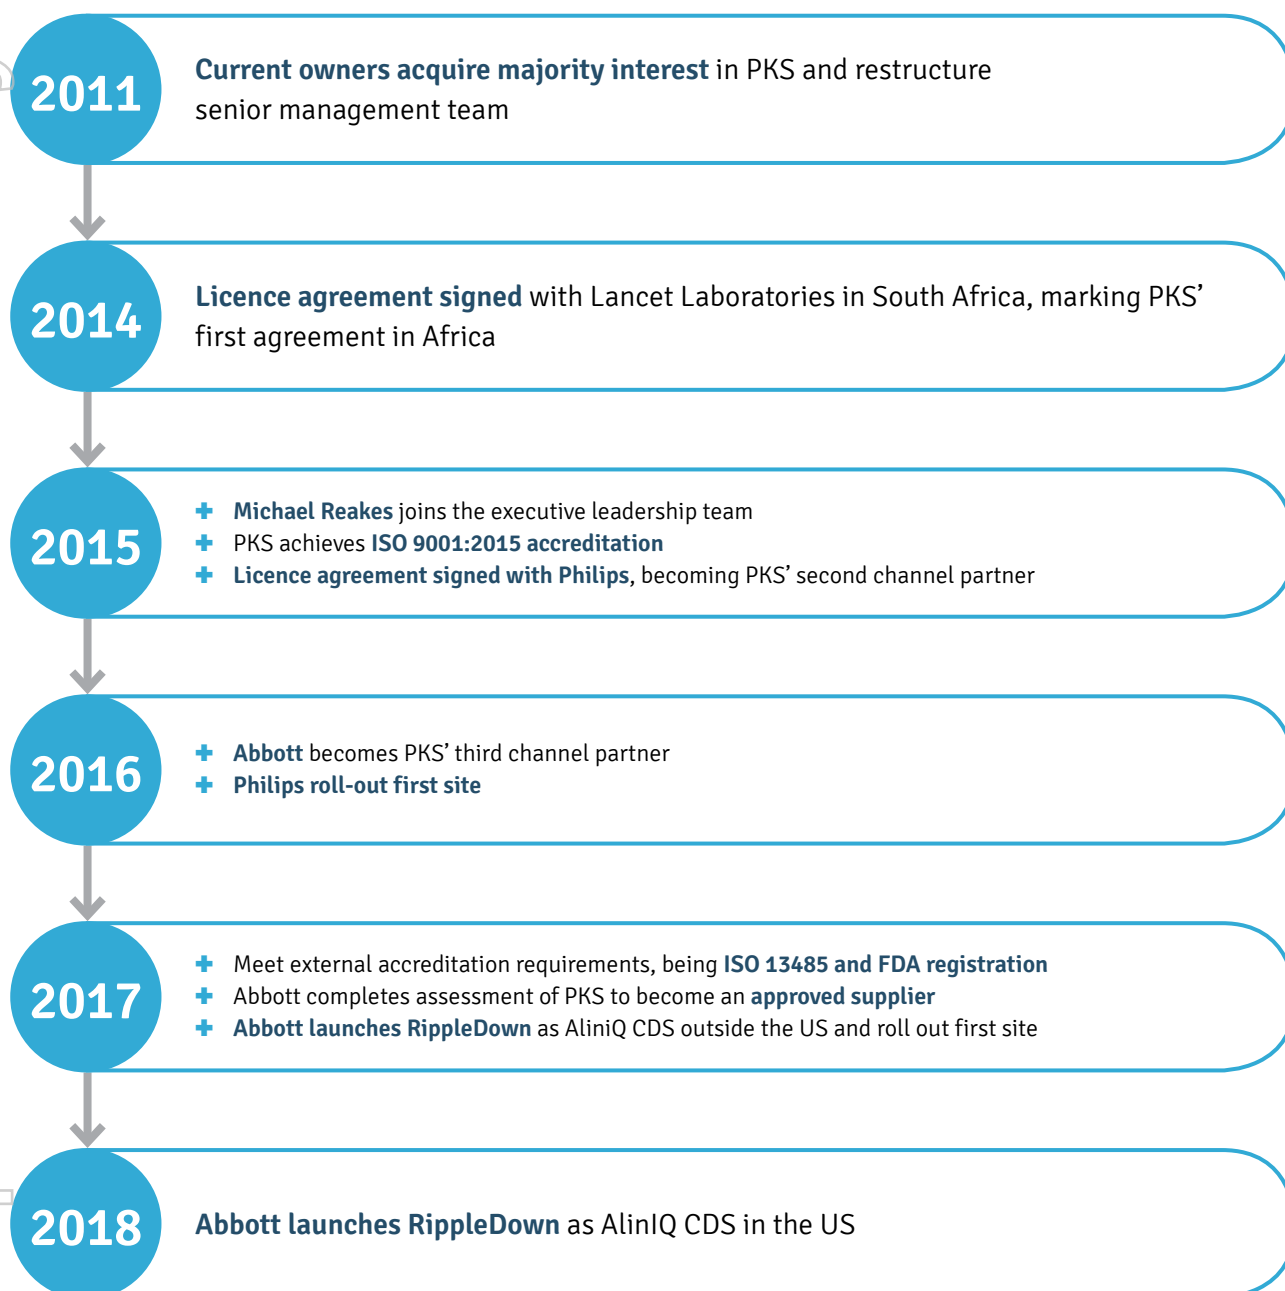 2011
Current owners acquire majority interest in PKS and restructure
senior management team
2014
Licence agreement signed with Lancet Laboratories in South Africa, marking PKS’
first agreement in Africa
2015
Michael Reakes joins the executive leadership team
PKS achieves ISO 9001:2015 accreditation
Licence agreement signed with Philips, becoming PKS’ second channel partner
2016
Abbott becomes PKS’ third channel partner
Philips roll-out first site
2017
Meet external accreditation requirements, being ISO 13485 and FDA registration
Abbott completes assessment of PKS to become an approved supplier
Abbott launches RippleDown as AliniQ CDS outside the US and roll out first site
2018
Abbott launches RippleDown as AlinIQ CDS in the US